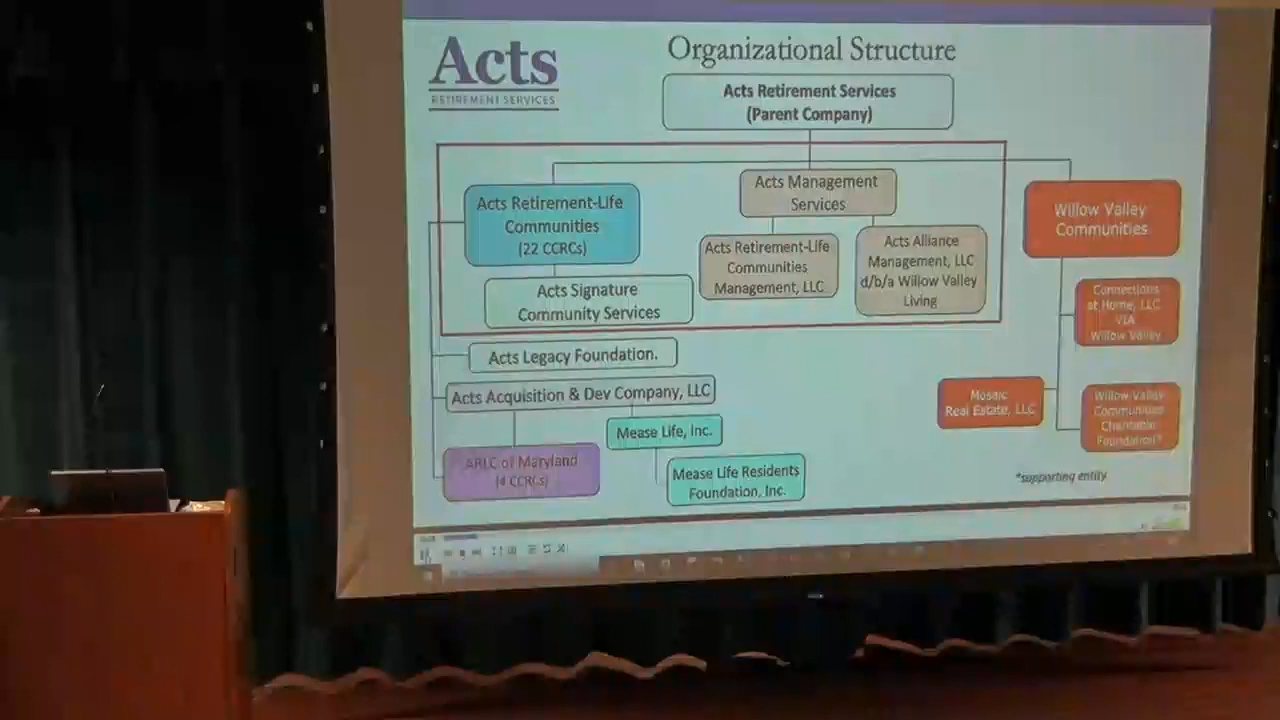 Acts
RETIREMENT SERVICES
Organizational Structure
Acts Retirement Services
(Parent Company)
Acts Retirement-Life
Communities
(22 CCRCs)
Acts Signature
Community Services
Acts Management
Services
Acts Retirement-Life
Communities
Management, LLC
Acts Alliance
Management, LLC
d/b/a Willow Valley
Living
Willow Valley
Communities
Connections
at Home, LLC
VIA
Willow Valley
Mosaic
Real Estate, LLC
Willow Valley
Communities
Charitable
Foundation*
Acts Legacy Foundation.
Acts Acquisition & Dev Company, LLC
Mease Life, Inc.
ARLC of Maryland
(4 CCRCs)
Mease Life Residents
Foundation, Inc.
*supporting entity